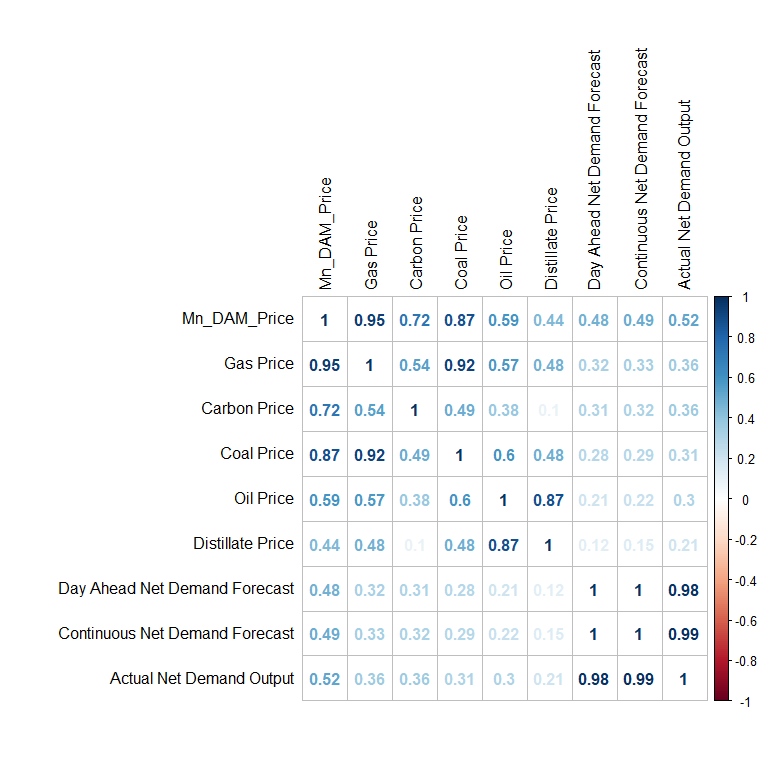 Mn_DAM_Price
Gas Price
Carbon Price
Coal Price
Oil Price
Distillate Price
Day Ahead Net Demand Forecast
Continuous Net Demand Forecast
Actual Net Demand Output
Mn_DAM_Price 1 0.95 0.72 0.87 0.59 0.44 0.48 0.49 0.52
Gas Price 0.95 1 0.54 0.92 0.57 0.48 0.32 0.33 0.36
Carbon Price 0.72 0.54 1 0.49 0.38 0.1 0.31 0.32 0.36
Coal Price 0.87 0.92 0.49 1 0.6 0.48 0.28 0.29 0.31
Oil Price 0.59 0.57 0.38 0.6 1 0.87 0.21 0.22 0.3
Distillate Price 0.44 0.48 0.1 0.48 0.87 1 0.12 0.15 0.21
Day Ahead Net Demand Forecast 0.48 0.32 0.31 0.28 0.21 0.12 1 1 0.98
Continuous Net Demand Forecast 0.49 0.33 0.32 0.29 0.22 0.15 1 1 0.99
Actual Net Demand Output 0.52 0.36 0.36 0.31 0.3 0.21 0.98 0.99 1
1
0.8
0.6
0.4
0.2
0
-0.2
-0.4
-0.6
-0.8
-1